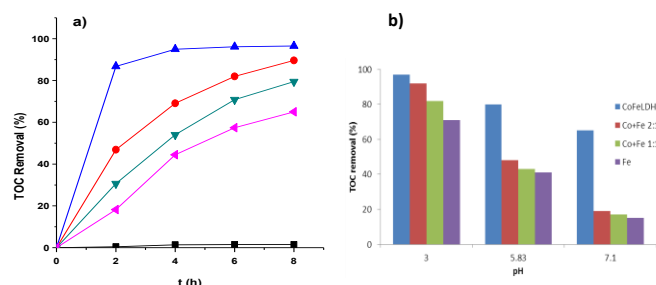 a)
TOC Removal (%)
100
80
60
40
20
0
0 2 4 6 8
t (h)
b)
TOC removal (%)
100
80
60
40
20
0
3 5.83 7.1
pH
CoFeLDH
Co+Fe 2:
Co+Fe 1:
Fe